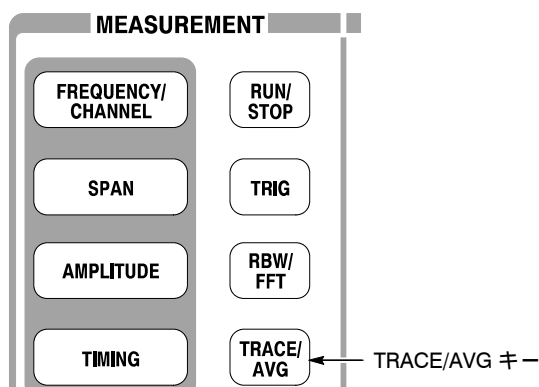 MEASUREMENT
FREQUENCY/
CHANNEL
RUN/
STOP
SPAN
TRIG
AMPLITUDE
RBW/
FFT
TIMING
TRACE/
AVG
TRACE/AVG キー